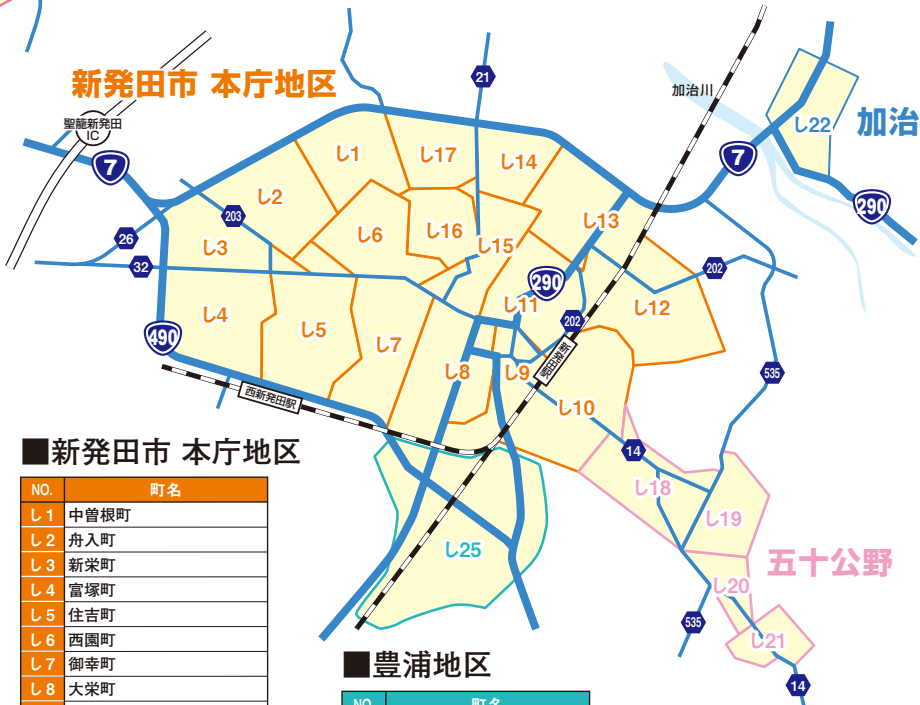 新発田市 本庁地区
21
加治川
聖籠新発田
IC
7
し1
し17
し14
し22
加治
7
290
し2
203
し6
し16
し15
し13
26
し3
32
290
202
し4
し5
し7
し11
202
し12
490
新発田駅
し8
し9
535
西新発田駅
し10
14
し18
し19
し25
五十公野
し20
535
し21
14
■新発田市 本庁地区
NO. 町名
し1 中曽根町
し2 舟入町
し3 新栄町
し4 富塚町
し5 住吉町
し6 西園町
し7 御幸町
し8 大栄町
■豊浦地区
NO. 町名